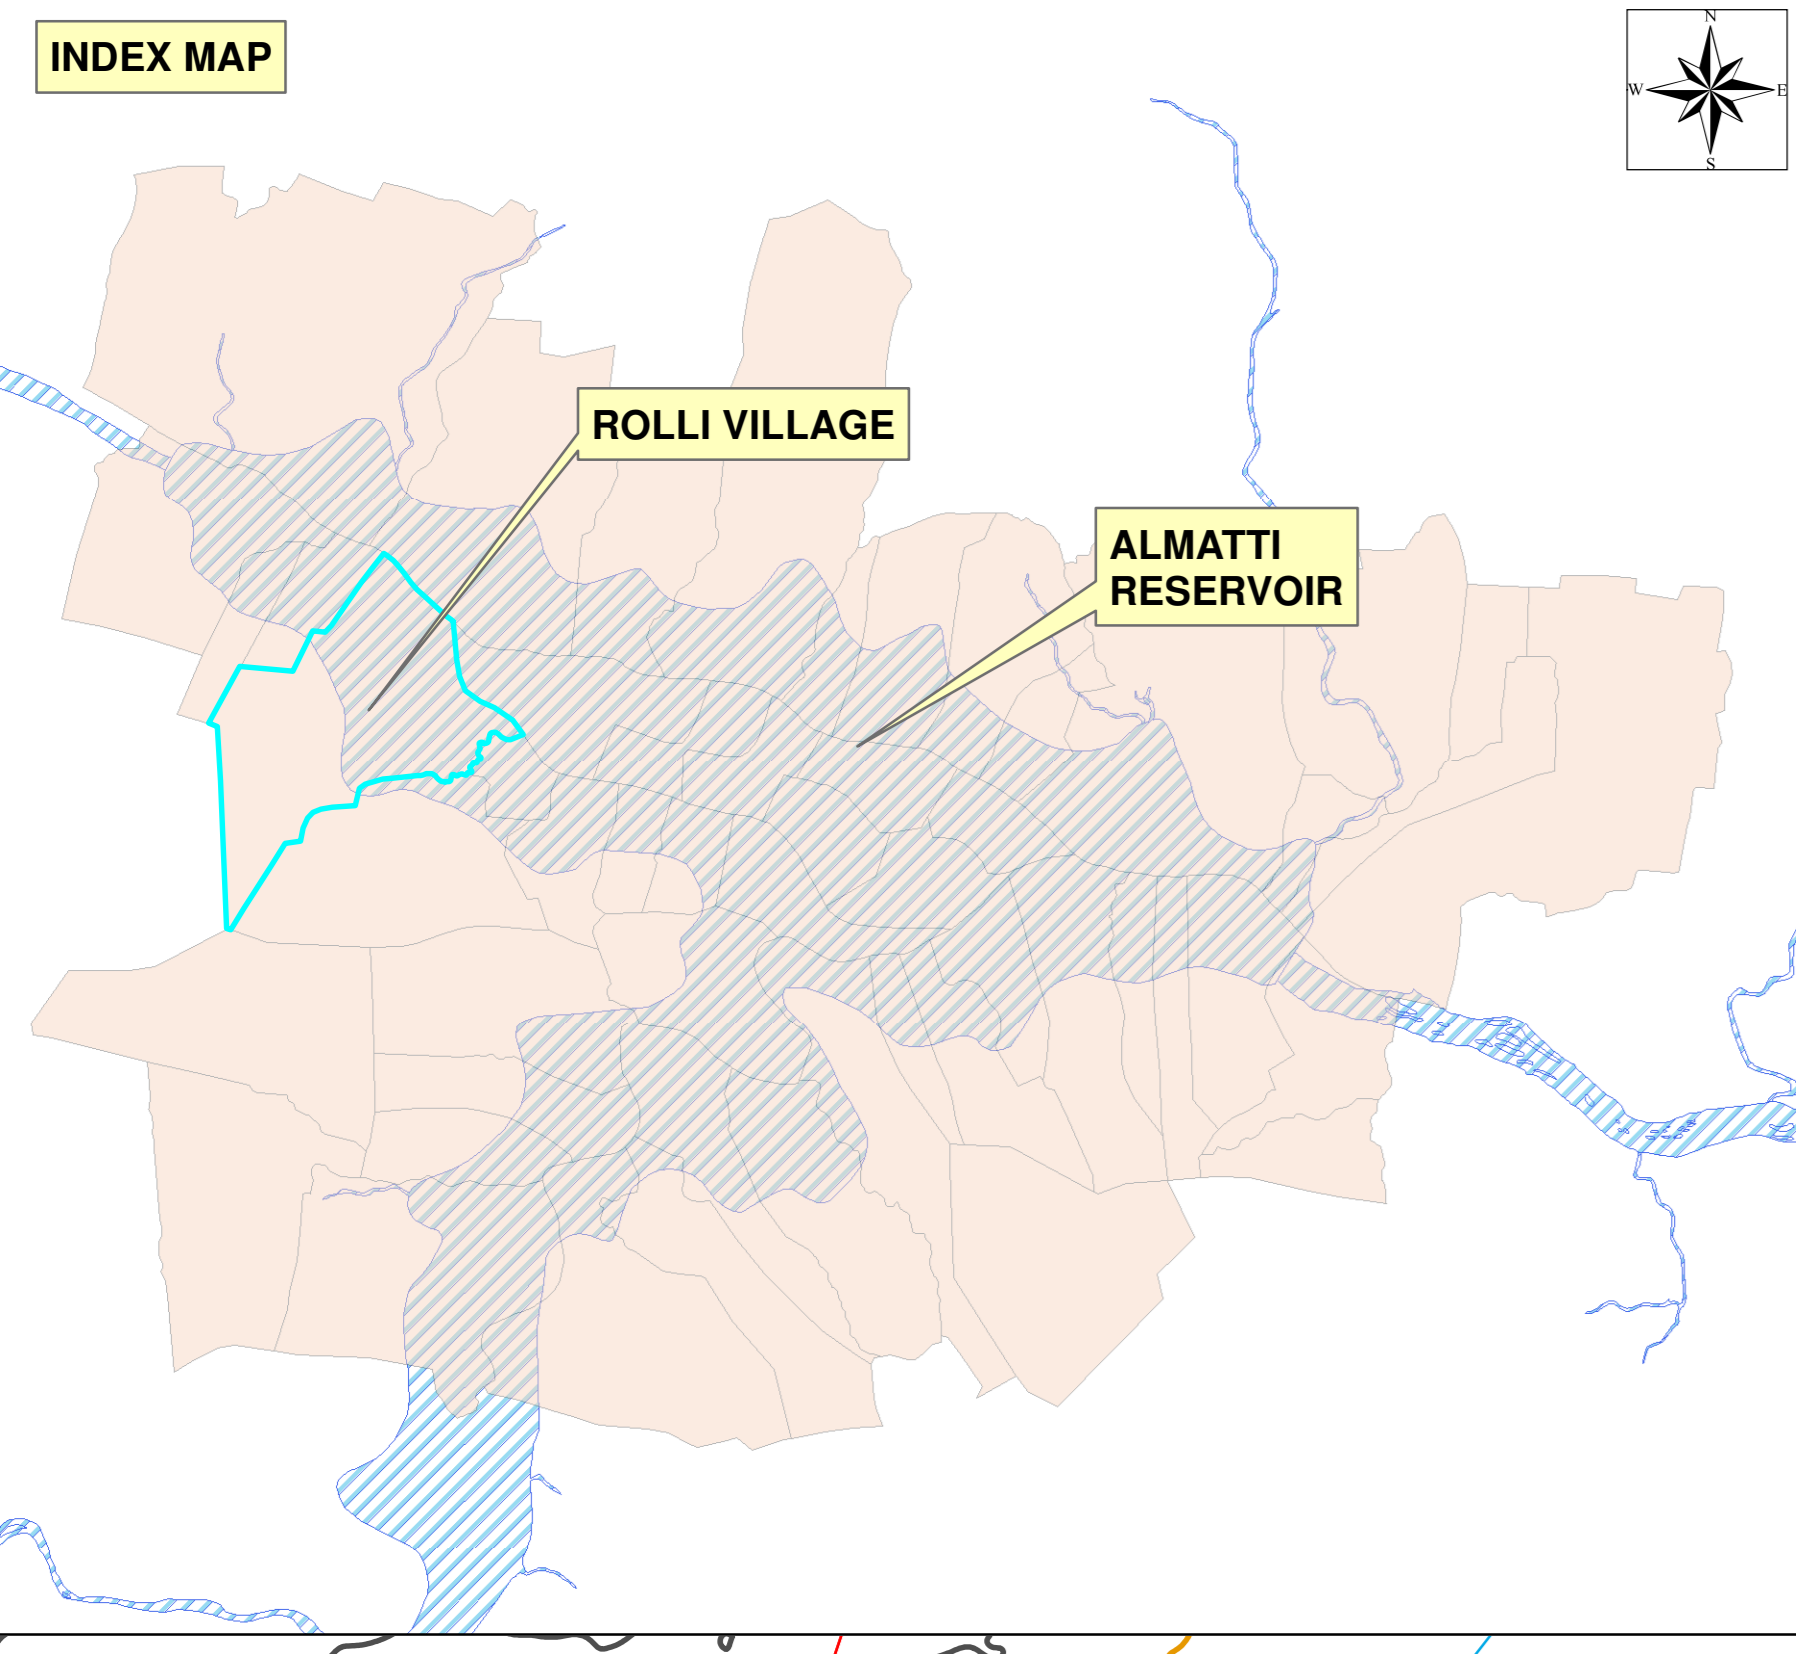 INDEX MAP
N
W
E
S
ROLLI VILLAGE
ALMATTI
RESERVOIR